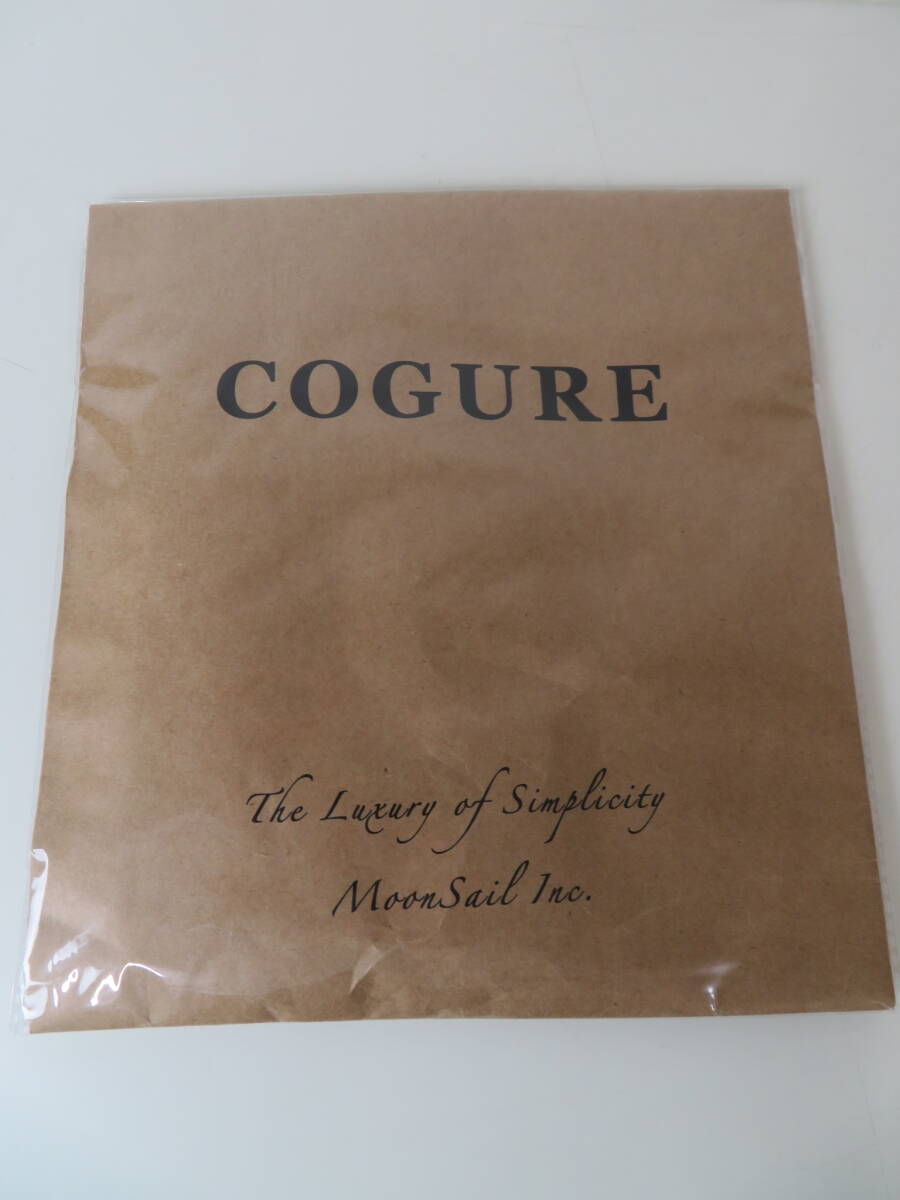 COGURE
The Luxury of Simplicity
MoonSail Inc.